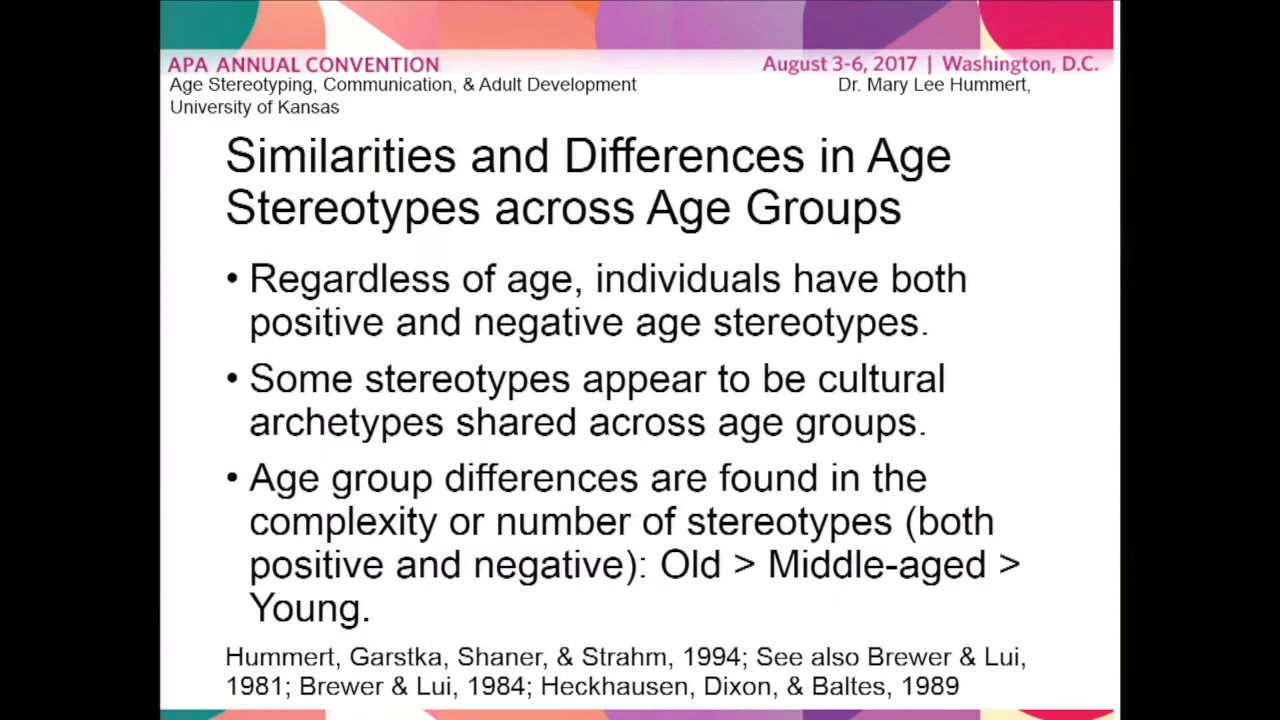 APA ANNUAL CONVENTION August 3-6, 2017 | Washington, D.C.
Age Stereotyping, Communication, & Adult Development Dr. Mary Lee Hummert,
University of Kansas
Similarities and Differences in Age
Stereotypes across Age Groups
• Regardless of age, individuals have both
positive and negative age stereotypes.
• Some stereotypes appear to be cultural
archetypes shared across age groups.
• Age group differences are found in the
complexity or number of stereotypes (both
positive and negative): Old > Middle-aged >
Young.
Hummert, Garstka, Shaner, & Strahm, 1994; See also Brewer & Lui,
1981; Brewer & Lui, 1984; Heckhausen, Dixon, & Baltes, 1989